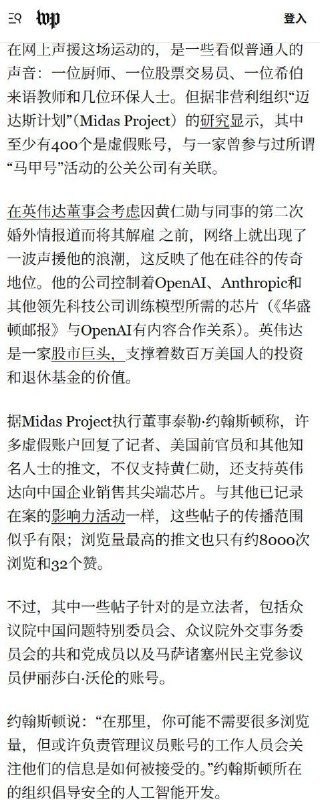 wp
登入
在网上声援这场运动的，是一些看似普通人的
声音：一位厨师、一位股票交易员、一位希伯
来语教师和几位环保人士。但据非营利组织“迈
达斯计划”（Midas Project）的研究显示，其中
至少有400个是虚假账号，与一家曾参与过所谓
“马甲号”活动的公关公司有关联。
在英伟达董事会考虑因黄仁勋与同事的第二次
婚外情报道而将其解雇 之前，网络上就出现了
一波声援他的浪潮，这反映了他在硅谷的传奇
地位。他的公司控制着OpenAI、Anthropic和
其他领先科技公司训练模型所需的芯片（《华盛
顿邮报》与OpenAI有内容合作关系）。英伟达
是一家股市巨头，支撑着数百万美国人的投资
和退休基金的价值。
据Midas Project执行董事泰勒·约翰斯顿称，许
多虚假账户回复了记者、美国前官员和其他知
名人士的推文，不仅支持黄仁勋，还支持英伟
达向中国企业销售其尖端芯片。与其他已记录
在案的影响力活动一样，这些帖子的传播范围
似乎有限；浏览量最高的推文也只有约8000次
浏览和32个赞。
不过，其中一些帖子针对的是立法者，包括众
议院中国问题特别委员会、众议院外交事务委
员会的共和党成员以及马萨诸塞州民主党参议
员伊丽莎白·沃伦的账号。
约翰斯顿说：“在那里，你可能不需要很多浏览
量，但或许负责管理议员账号的工作人员会关
注他们的信息是如何被接受的。”约翰斯顿所在
的组织倡导安全的人工智能开发。